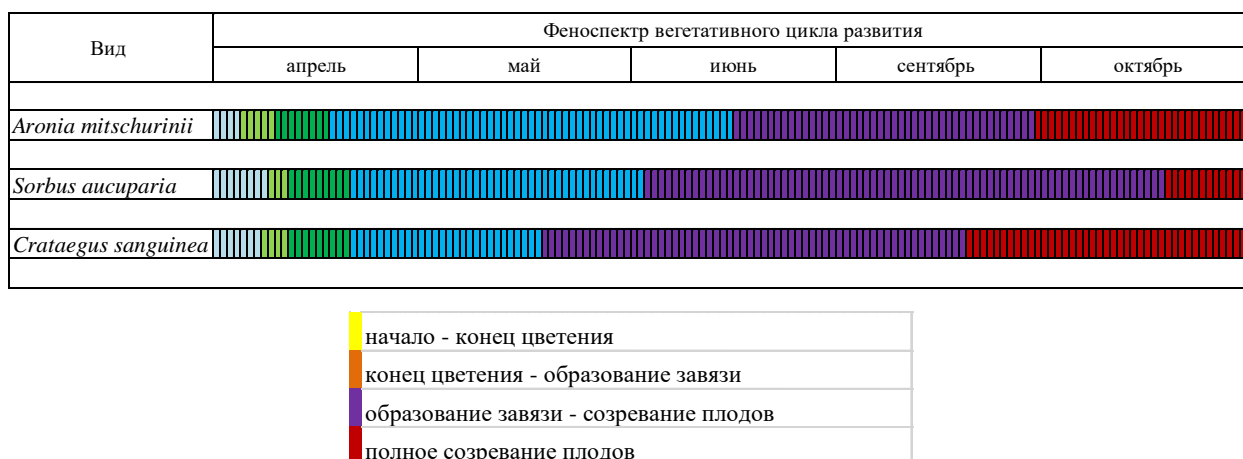 Вид
Феноспектр вегетативного цикла развития
апрель май июнь сентябрь октябрь
Aronia mitschurinii
Sorbus aucuparia
Crataegus sanguinea
начало - конец цветения
конец цветения - образование завязи
образование завязи - созревание плодов
полное созревание плодов